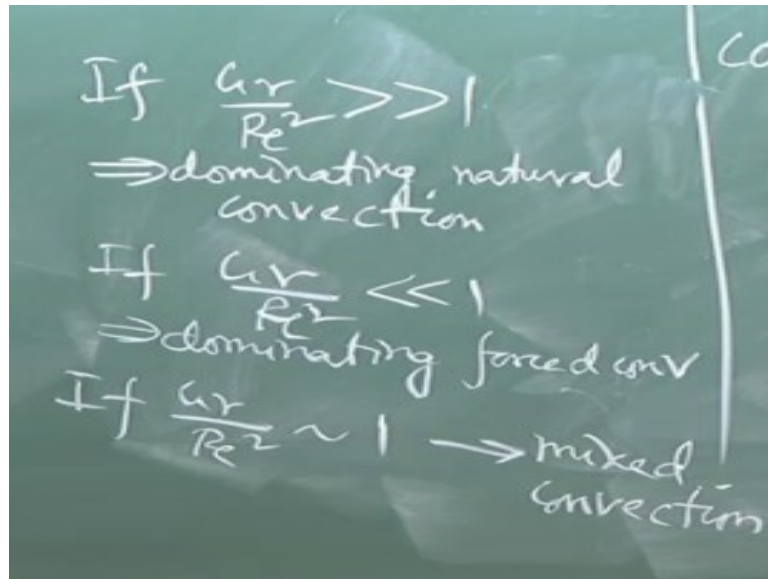 If Gr/Re² >> 1
⇒ dominating natural
convection
If Gr/Re² << 1
⇒ dominating forced conv
If Gr/Re² ~ 1 → mixed
convection